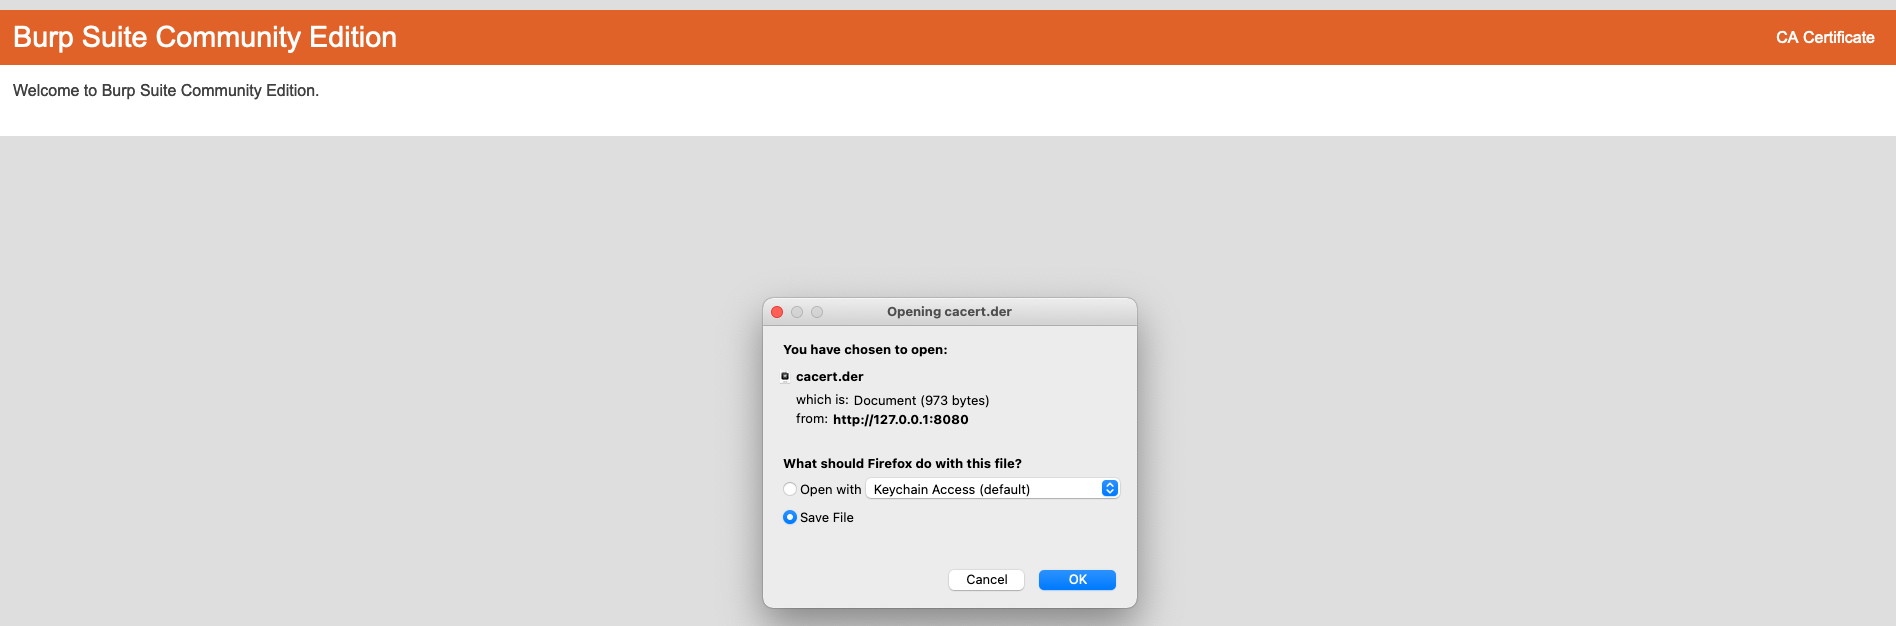 Burp Suite Community Edition
CA Certificate
Welcome to Burp Suite Community Edition.
Opening cacert.der
You have chosen to open:
cacert.der
which is: Document (973 bytes)
from: http://127.0.0.1:8080
What should Firefox do with this file?
Open with Keychain Access (default)
Save File
Cancel OK